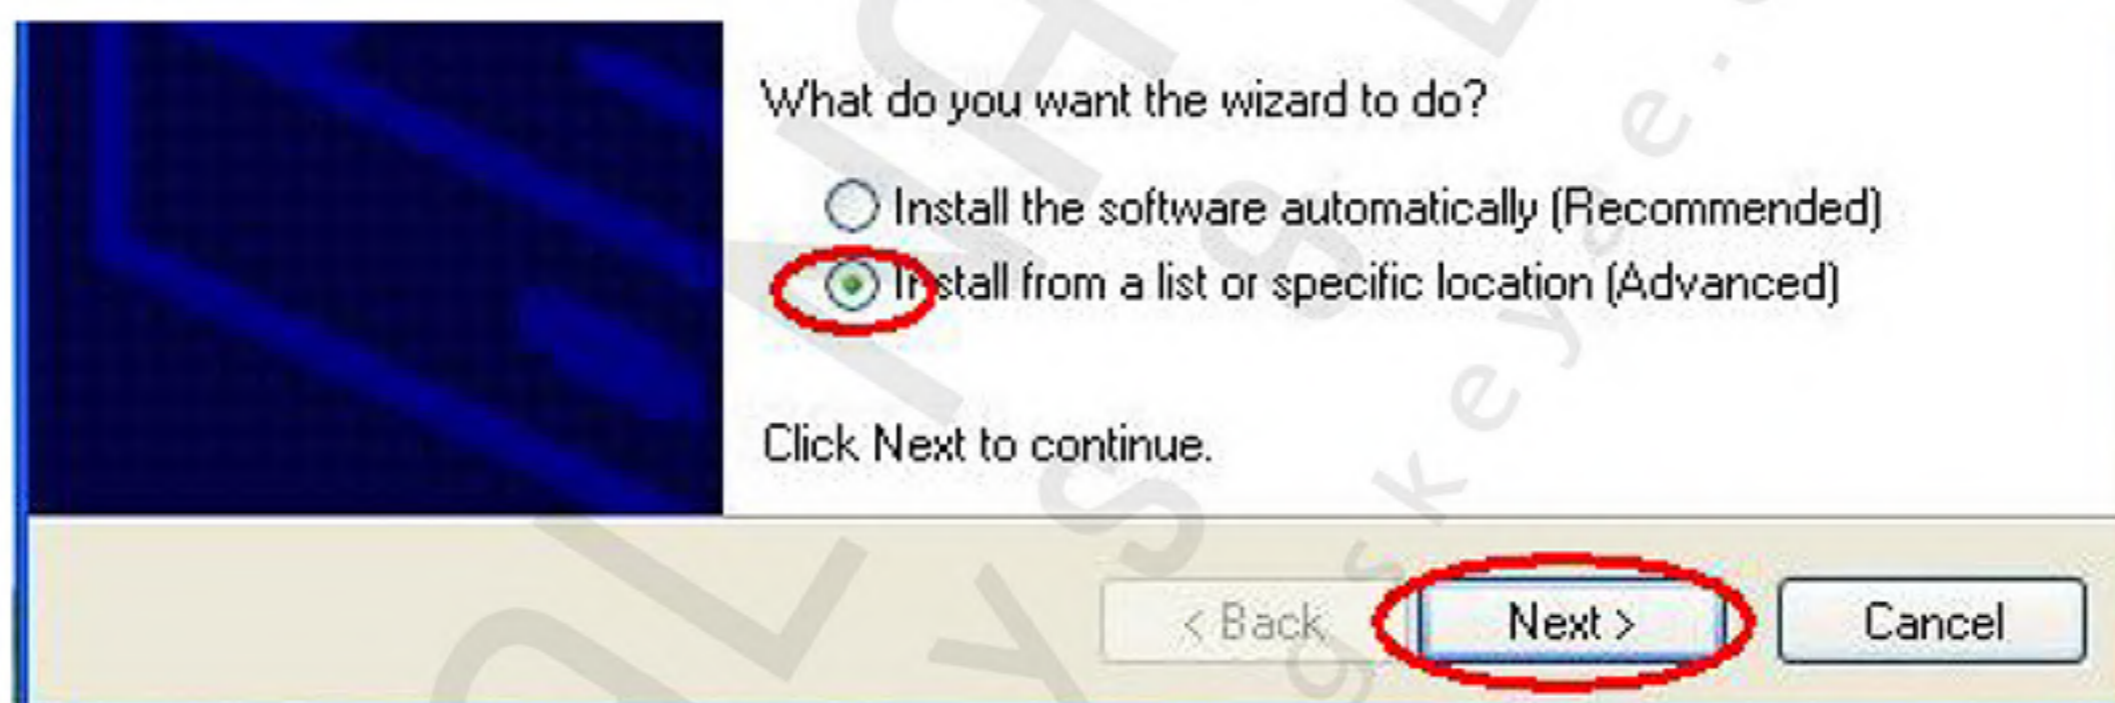 What do you want the wizard to do?
Install the software automatically (Recommended)
Install from a list or specific location (Advanced)
Click Next to continue.
< Back Next > Cancel